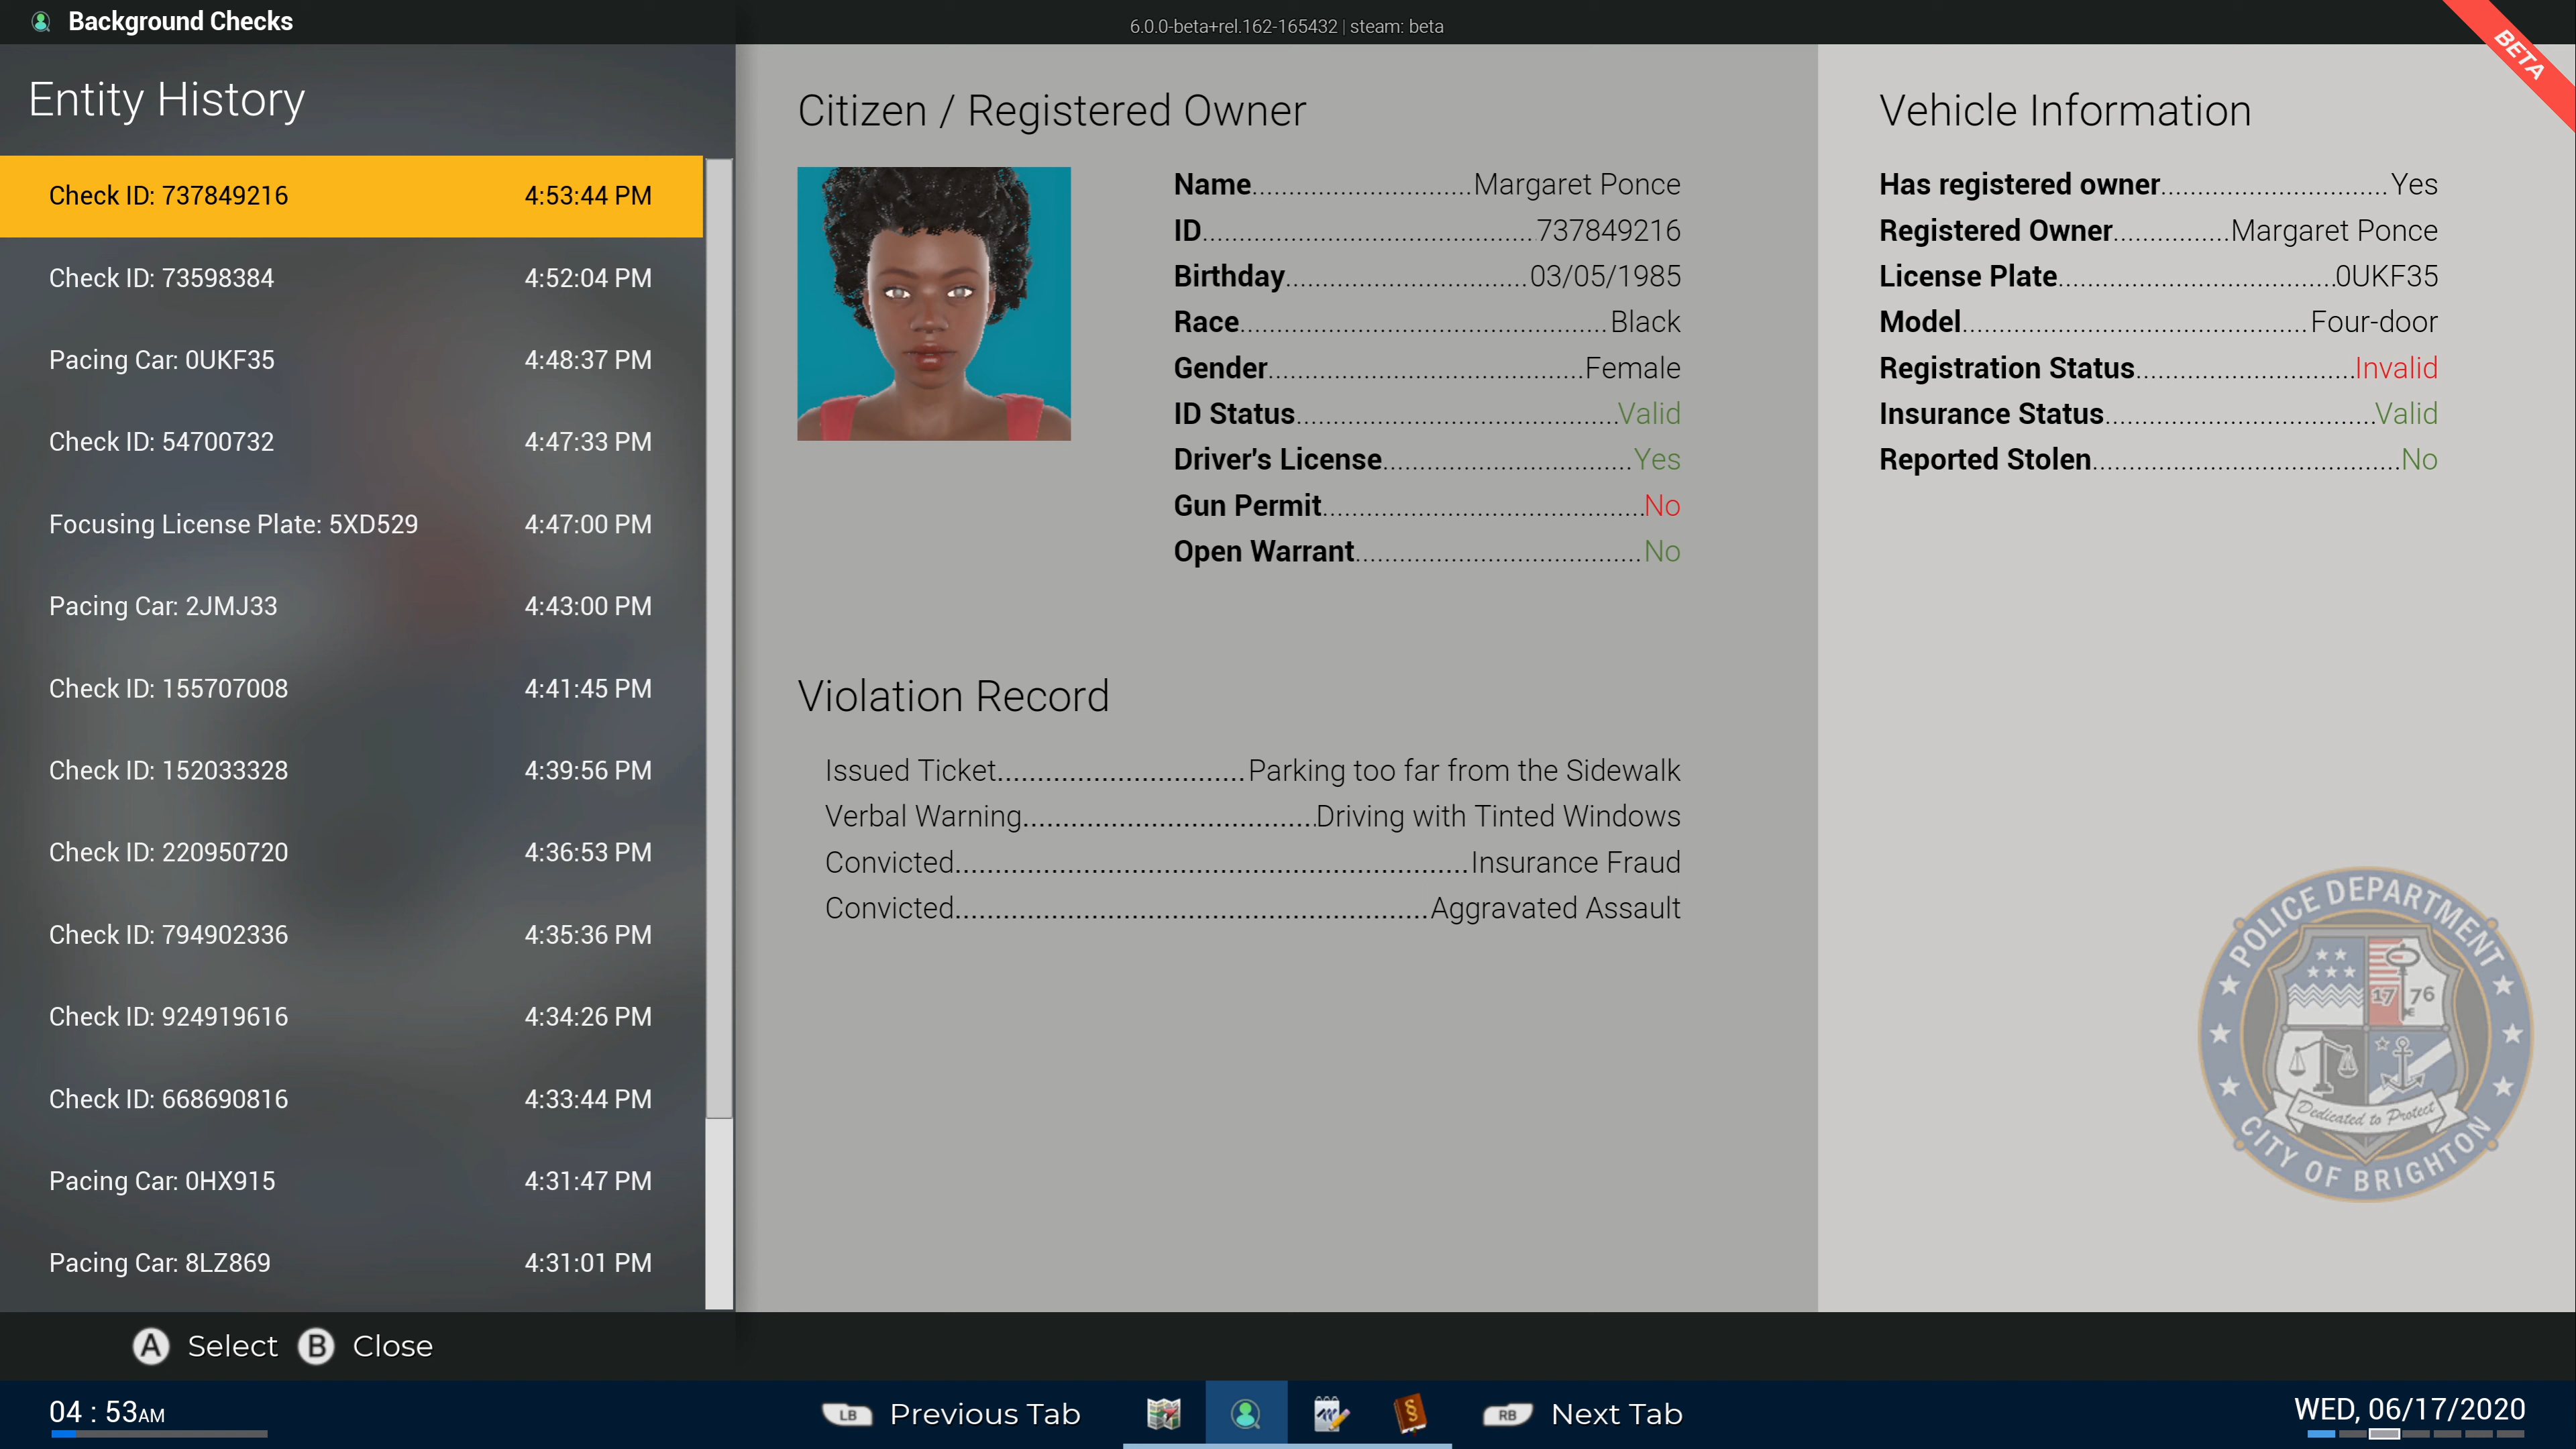 Background Checks
6.0.0-beta+rel.162-165432 | steam: beta
BETA
Entity History
Check ID: 737849216 4:53:44 PM
Check ID: 73598384 4:52:04 PM
Pacing Car: 0UKF35 4:48:37 PM
Check ID: 54700732 4:47:33 PM
Focusing License Plate: 5XD529 4:47:00 PM
Pacing Car: 2JMJ33 4:43:00 PM
Check ID: 155707008 4:41:45 PM
Check ID: 152033328 4:39:56 PM
Check ID: 220950720 4:36:53 PM
Check ID: 794902336 4:35:36 PM
Check ID: 924919616 4:34:26 PM
Check ID: 668690816 4:33:44 PM
Pacing Car: 0HX915 4:31:47 PM
Pacing Car: 8LZ869 4:31:01 PM
Citizen / Registered Owner
Name................................Margaret Ponce
ID................................737849216
Birthday................................03/05/1985
Race................................Black
Gender................................Female
ID Status................................Valid
Driver's License................................Yes
Gun Permit................................No
Open Warrant................................No
Violation Record
Issued Ticket................................Parking too far from the Sidewalk
Verbal Warning................................Driving with Tinted Windows
Convicted................................Insurance Fraud
Convicted................................Aggravated Assault
Vehicle Information
Has registered owner................................Yes
Registered Owner...............Margaret Ponce
License Plate................................0UKF35
Model................................Four-door
Registration Status................................Invalid
Insurance Status................................Valid
Reported Stolen................................No
POLICE DEPARTMENT
17 76
Dedicated to Protect
CITY OF BRIGHTON
A Select B Close
04 : 53AM
LB Previous Tab
§
RB Next Tab
WED, 06/17/2020